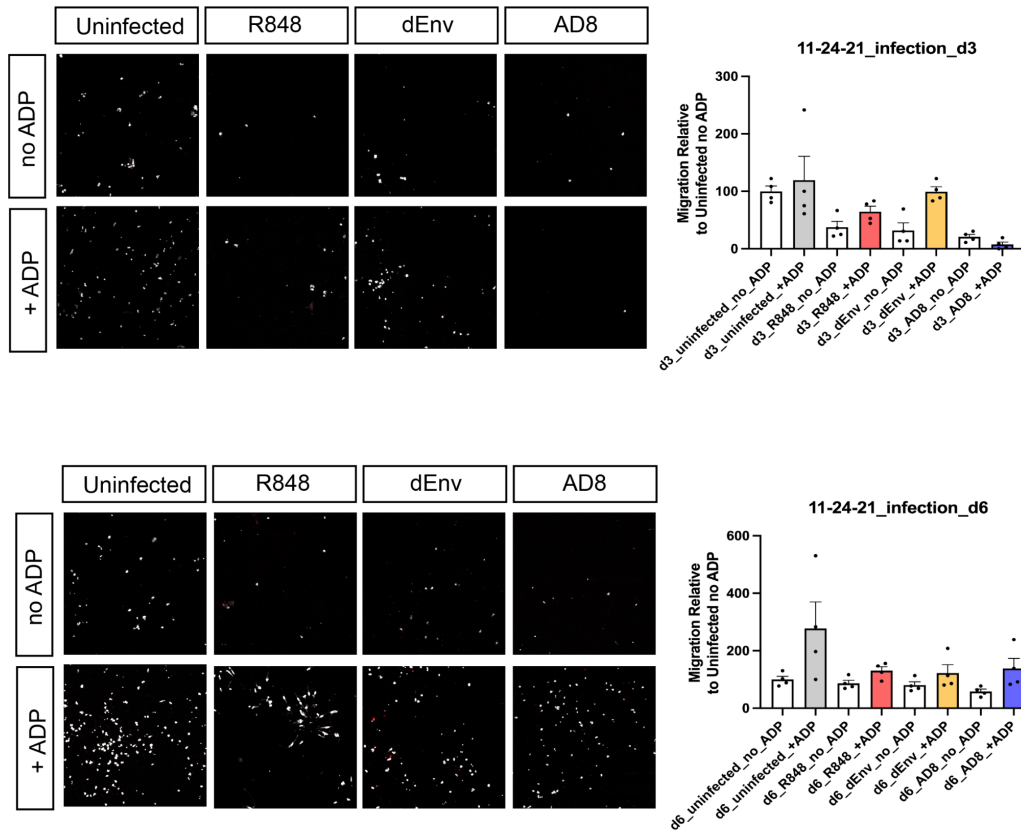 Uninfected R848 dEnv AD8
no ADP
+ ADP
11-24-21_infection_d3
Migration Relative
to Uninfected no ADP
300
200
100
0
d3_uninfected_no_ADP
d3_uninfected_+ADP
d3_R848_no_ADP
d3_R848_+ADP
d3_dEnv_no_ADP
d3_dEnv_+ADP
d3_AD8_no_ADP
d3_AD8_+ADP
Uninfected R848 dEnv AD8
no ADP
+ ADP
11-24-21_infection_d6
Migration Relative
to Uninfected no ADP
600
400
200
0
d6_uninfected_no_ADP
d6_uninfected_+ADP
d6_R848_no_ADP
d6_R848_+ADP
d6_dEnv_no_ADP
d6_dEnv_+ADP
d6_AD8_no_ADP
d6_AD8_+ADP